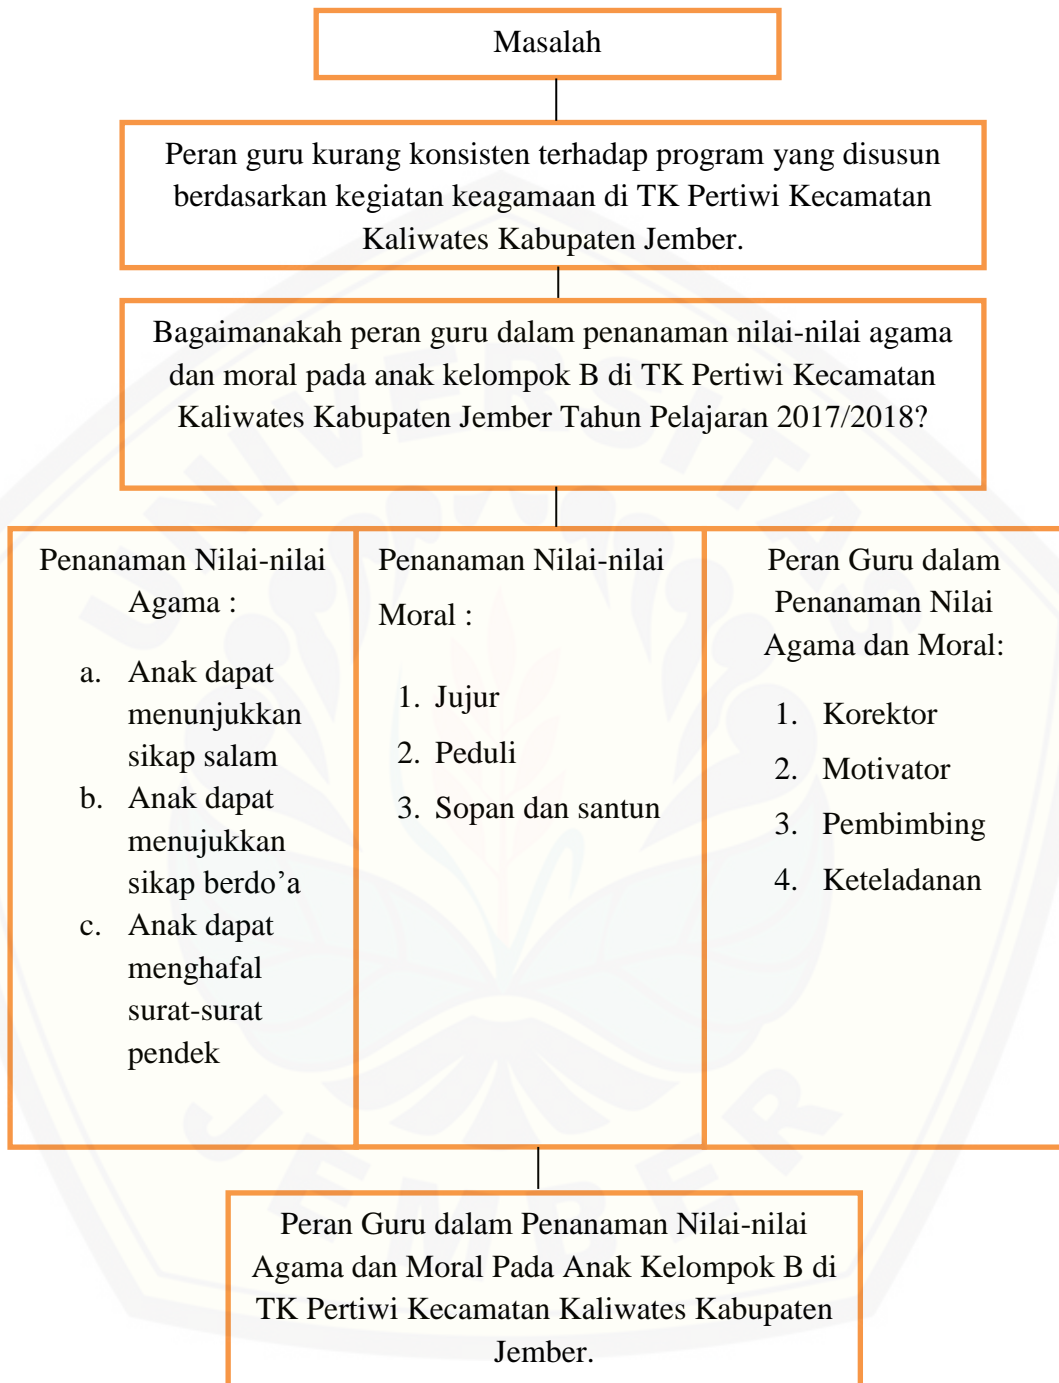 Masalah
Peran guru kurang konsisten terhadap program yang disusun
berdasarkan kegiatan keagamaan di TK Pertiwi Kecamatan
Kaliwates Kabupaten Jember.
Bagaimanakah peran guru dalam penanaman nilai-nilai agama
dan moral pada anak kelompok B di TK Pertiwi Kecamatan
Kaliwates Kabupaten Jember Tahun Pelajaran 2017/2018?
Penanaman Nilai-nilai
Agama :
a. Anak dapat
menunjukkan
sikap salam
b. Anak dapat
menujukkan
sikap berdo’a
c. Anak dapat
menghafal
surat-surat
pendek
Penanaman Nilai-nilai
Moral :
1. Jujur
2. Peduli
3. Sopan dan santun
Peran Guru dalam
Penanaman Nilai
Agama dan Moral:
1. Korektor
2. Motivator
3. Pembimbing
4. Keteladanan
Peran Guru dalam Penanaman Nilai-nilai
Agama dan Moral Pada Anak Kelompok B di
TK Pertiwi Kecamatan Kaliwates Kabupaten
Jember.
UNIVERSITAS
JEMBER